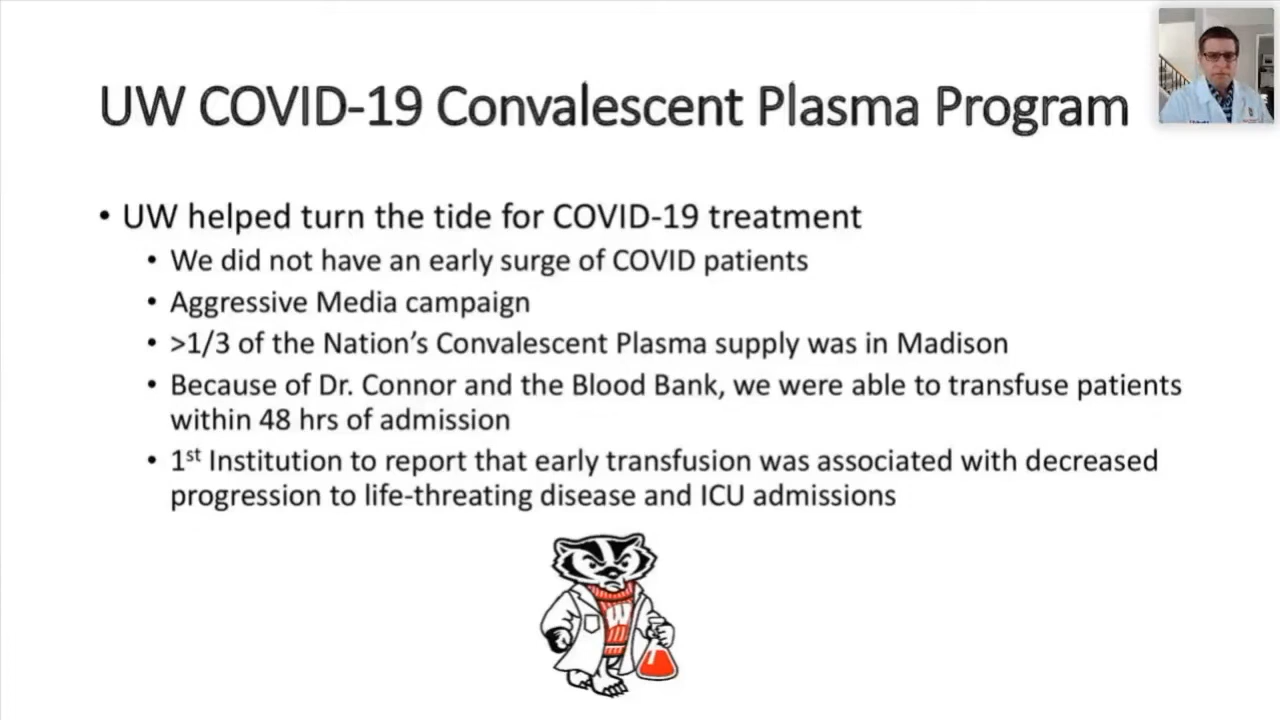 UW COVID-19 Convalescent Plasma Program
• UW helped turn the tide for COVID-19 treatment
• We did not have an early surge of COVID patients
• Aggressive Media campaign
• >1/3 of the Nation’s Convalescent Plasma supply was in Madison
• Because of Dr. Connor and the Blood Bank, we were able to transfuse patients
within 48 hrs of admission
• 1st Institution to report that early transfusion was associated with decreased
progression to life-threating disease and ICU admissions
W